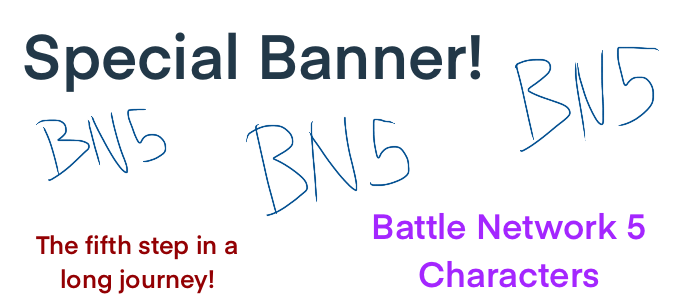 Special Banner!
BN5
BN5
BN5
The fifth step in a
long journey!
Battle Network 5
Characters